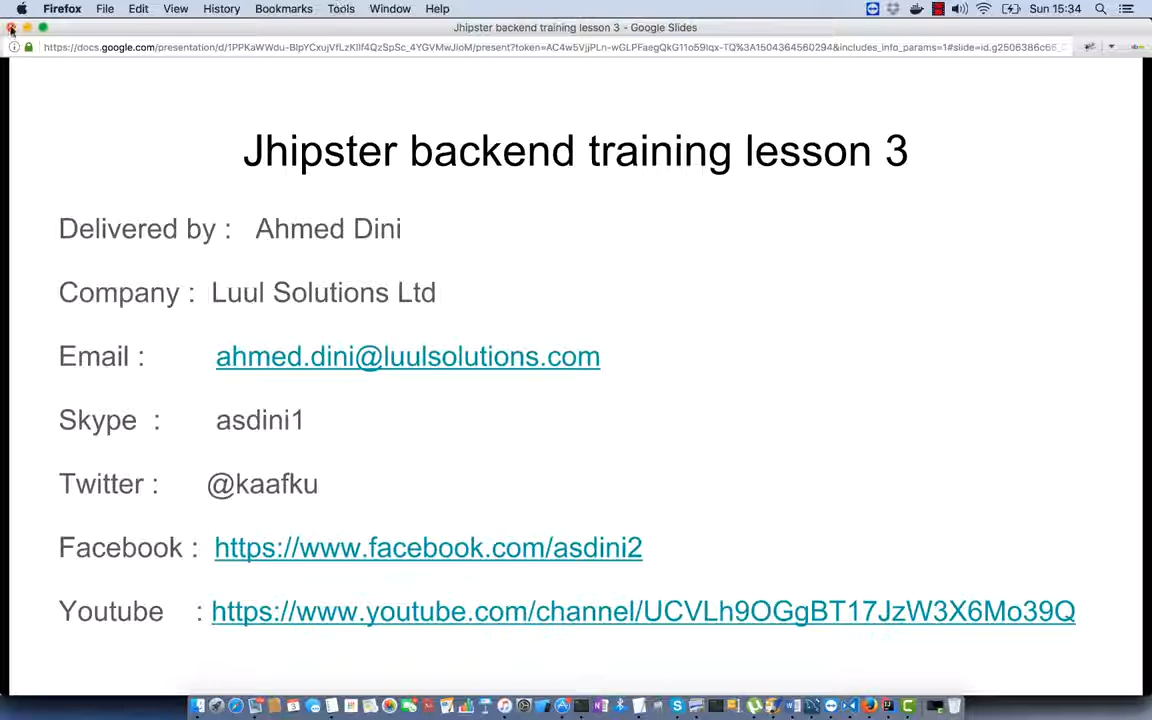 Firefox File Edit View History Bookmarks Tools Window Help Sun 15:34
Jhipster backend training lesson 3 - Google Slides
Jhipster backend training lesson 3
Delivered by : Ahmed Dini
Company : Luul Solutions Ltd
Email : ahmed.dini@luulsolutions.com
Skype : asdini1
Twitter : @kaafku
Facebook : https://www.facebook.com/asdini2
Youtube : https://www.youtube.com/channel/UCVLh9OGgBT17JzW3X6Mo39Q